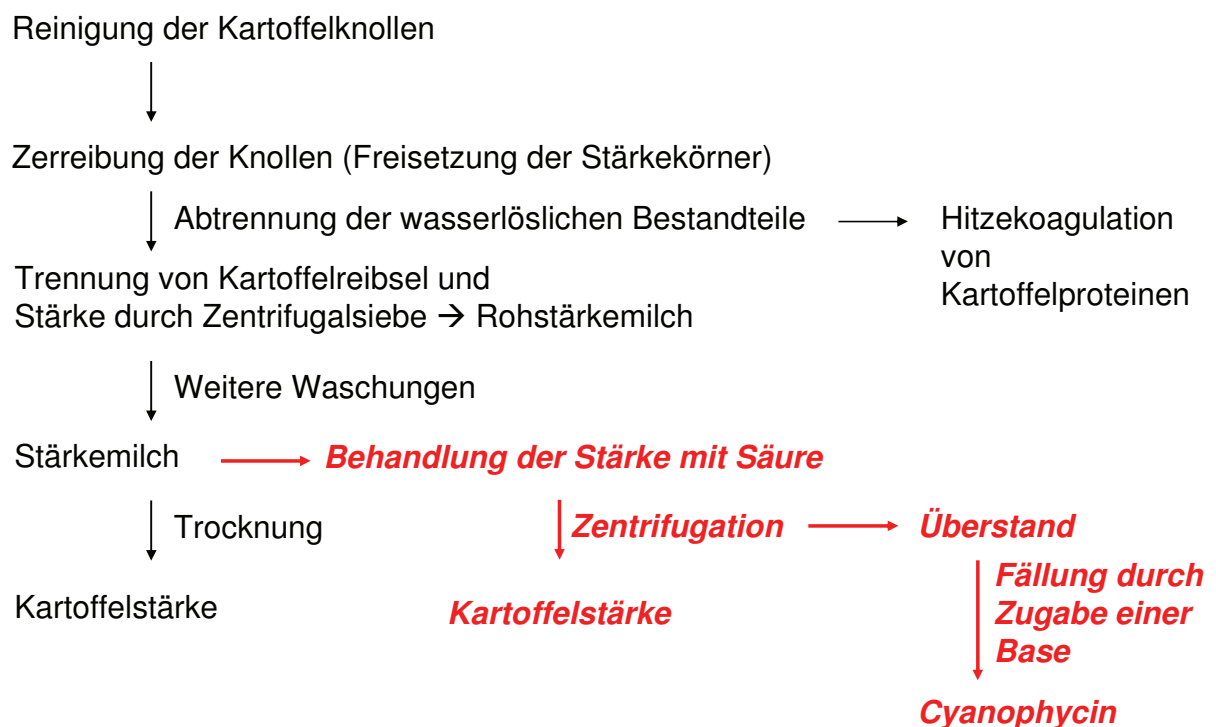 Reinigung der Kartoffelknollen
Zerreibung der Knollen (Freisetzung der Stärkekörner)
Abtrennung der wasserlöslichen Bestandteile
Hitzekoagulation
von
Kartoffelproteinen
Trennung von Kartoffelreibsel und
Stärke durch Zentrifugalsiebe → Rohstärkemilch
Weitere Waschungen
Stärkemilch
Behandlung der Stärke mit Säure
Trocknung
Zentrifugation
Überstand
Fällung durch
Zugabe einer
Base
Kartoffelstärke
Kartoffelstärke
Cyanophycin